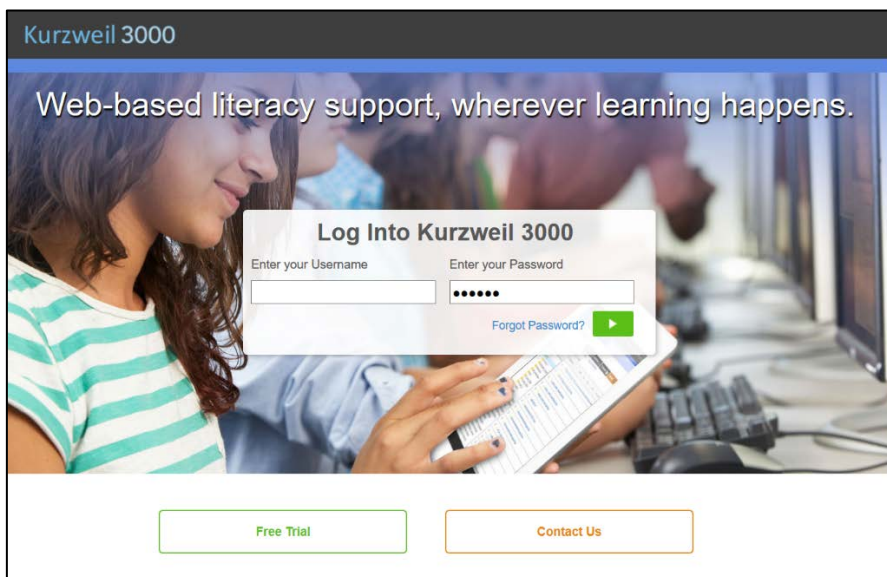 Kurzweil 3000
Web-based literacy support, wherever learning happens.
Log Into Kurzweil 3000
Enter your Username
Enter your Password
••••••
Forgot Password?
Free Trial
Contact Us